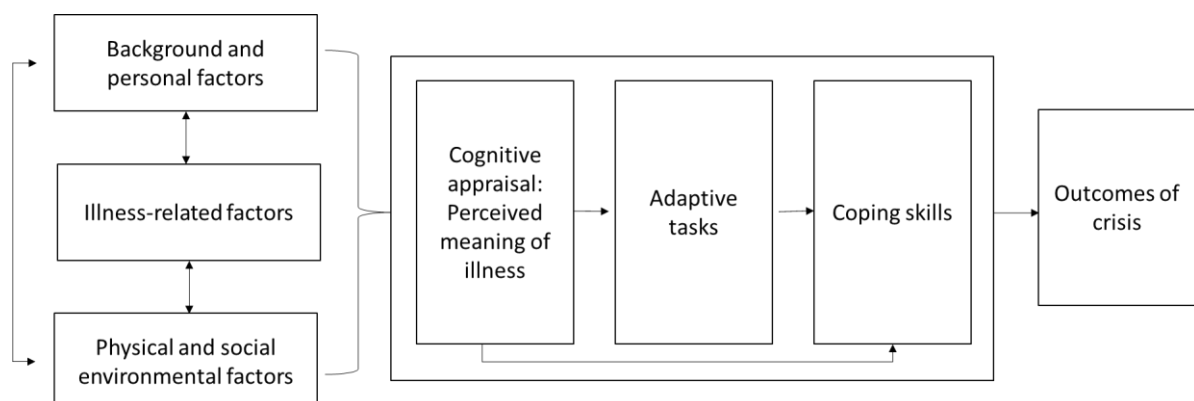 Background and
personal factors
Illness-related factors
Physical and social
environmental factors
Cognitive
appraisal:
Perceived
meaning of
illness
Adaptive
tasks
Coping skills
Outcomes of
crisis